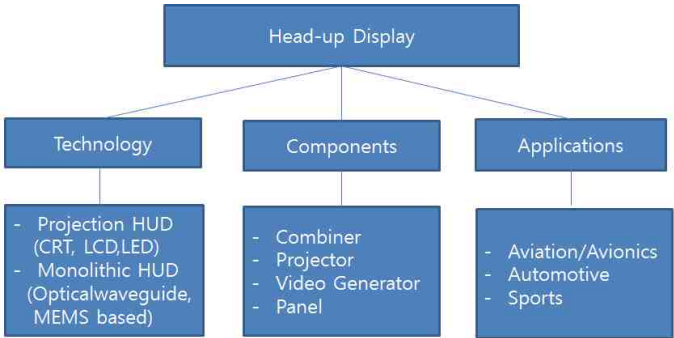 Head-up Display
Technology
Components
Applications
- Projection HUD
(CRT, LCD,LED)
- Monolithic HUD
(Opticalwaveguide,
MEMS based)
- Combiner
- Projector
- Video Generator
- Panel
- Aviation/Avionics
- Automotive
- Sports